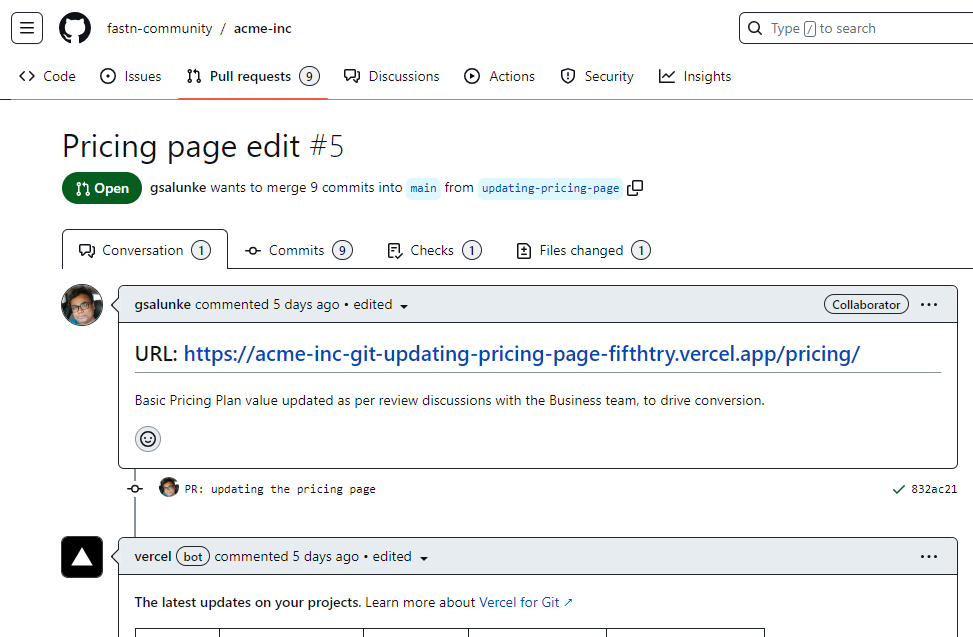 fastn-community / acme-inc
Type / to search
Code Issues Pull requests 9 Discussions Actions Security Insights
Pricing page edit #5
Open gsalunke wants to merge 9 commits into main from updating-pricing-page
Conversation 1 Commits 9 Checks 1 Files changed 1
gsalunke commented 5 days ago • edited Collaborator
URL: https://acme-inc-git-updating-pricing-page-fifthtry.vercel.app/pricing/
Basic Pricing Plan value updated as per review discussions with the Business team, to drive conversion.
PR: updating the pricing page 832ac21
vercel bot commented 5 days ago • edited
The latest updates on your projects. Learn more about Vercel for Git ↗